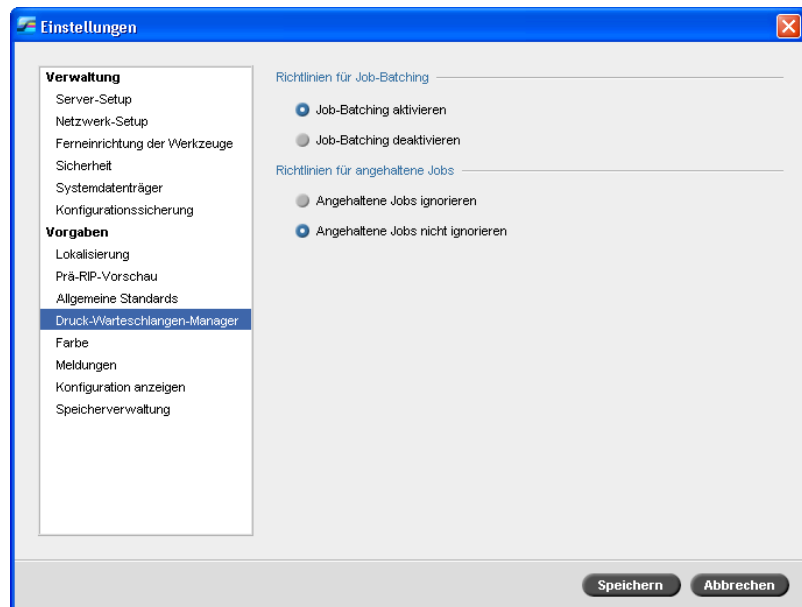 Einstellungen
Verwaltung
Server-Setup
Netzwerk-Setup
Ferneinrichtung der Werkzeuge
Sicherheit
Systemdatenträger
Konfigurationssicherung
Vorgaben
Lokalisierung
Prä-RIP-Vorschau
Allgemeine Standards
Druck-Warteschlangen-Manager
Farbe
Meldungen
Konfiguration anzeigen
Speicherverwaltung
Richtlinien für Job-Batching
Job-Batching aktivieren
Job-Batching deaktivieren
Richtlinien für angehaltene Jobs
Angehaltene Jobs ignorieren
Angehaltene Jobs nicht ignorieren
Speichern
Abbrechen